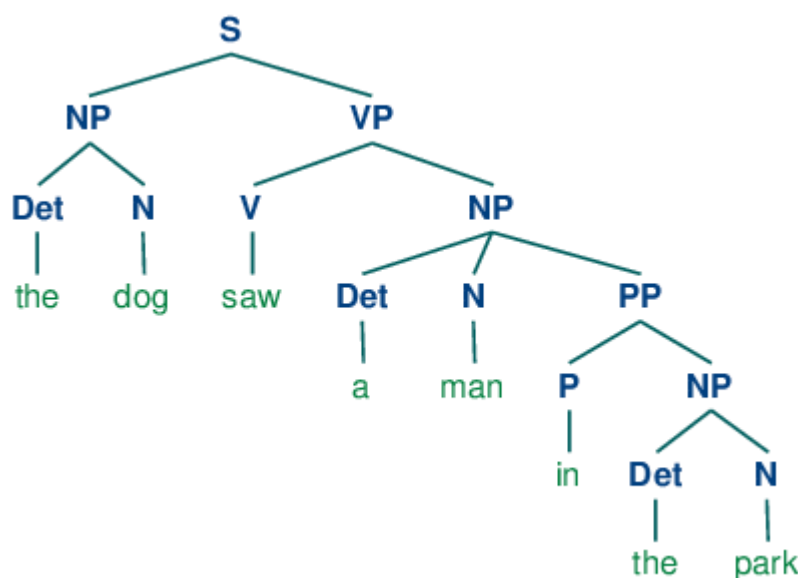 S
NP VP
Det N V NP
the dog saw Det N PP
a man P NP
in Det N
the park